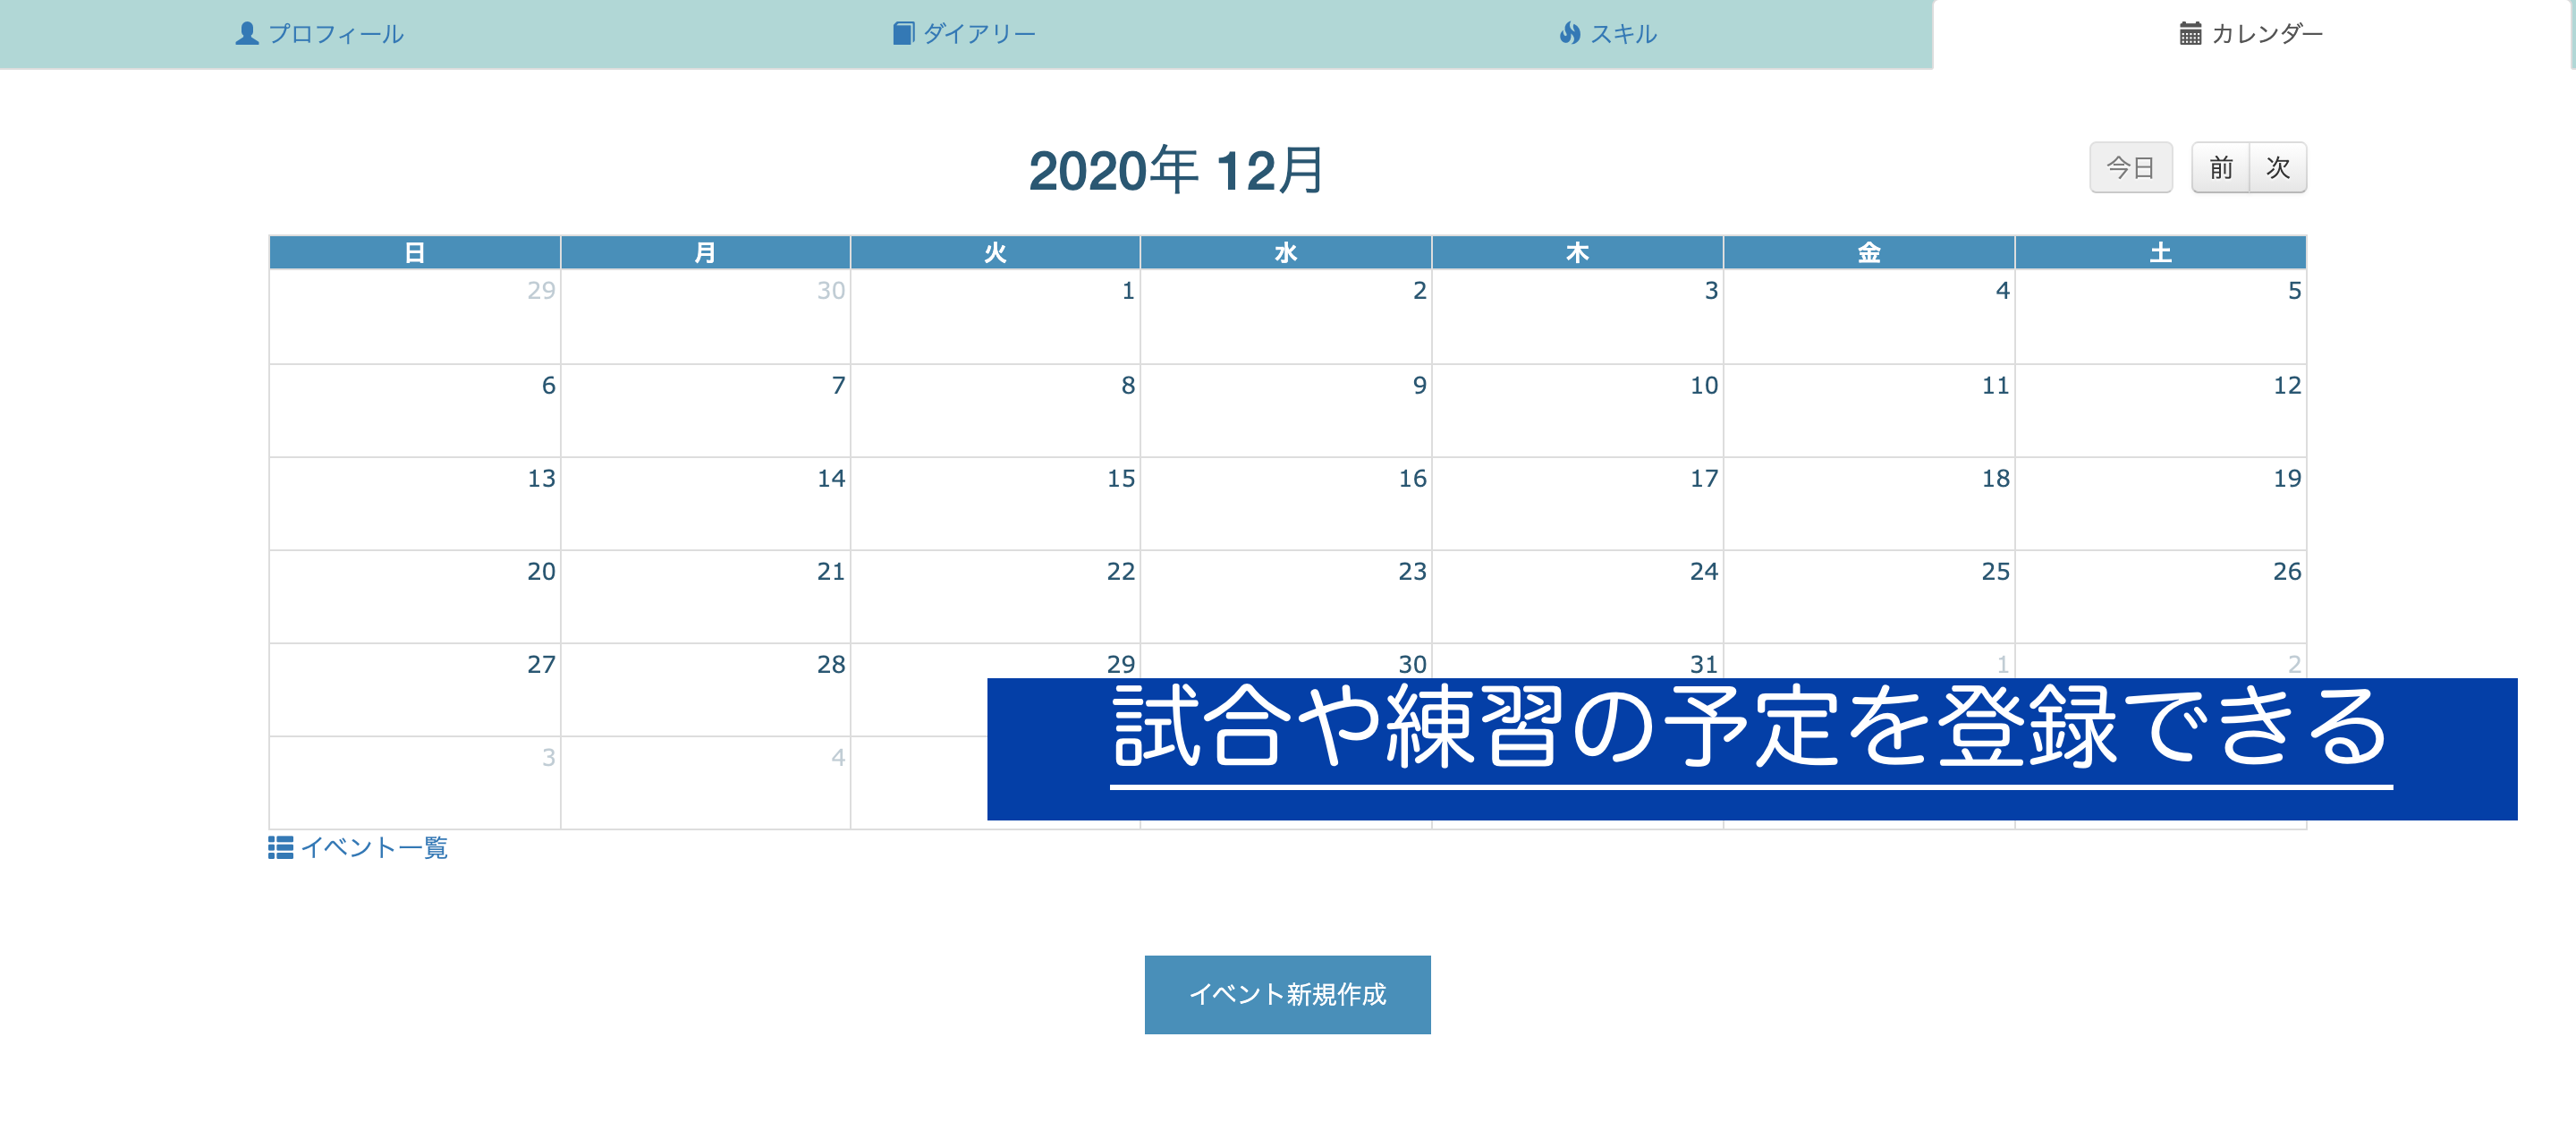 プロフィール ダイアリー スキル カレンダー
2020年 12月 今日 前 次
日 月 火 水 木 金 土
29 30 1 2 3 4 5
6 7 8 9 10 11 12
13 14 15 16 17 18 19
20 21 22 23 24 25 26
27 28 29 30 31 1 2
試合や練習の予定を登録できる
3 4
イベント一覧
イベント新規作成